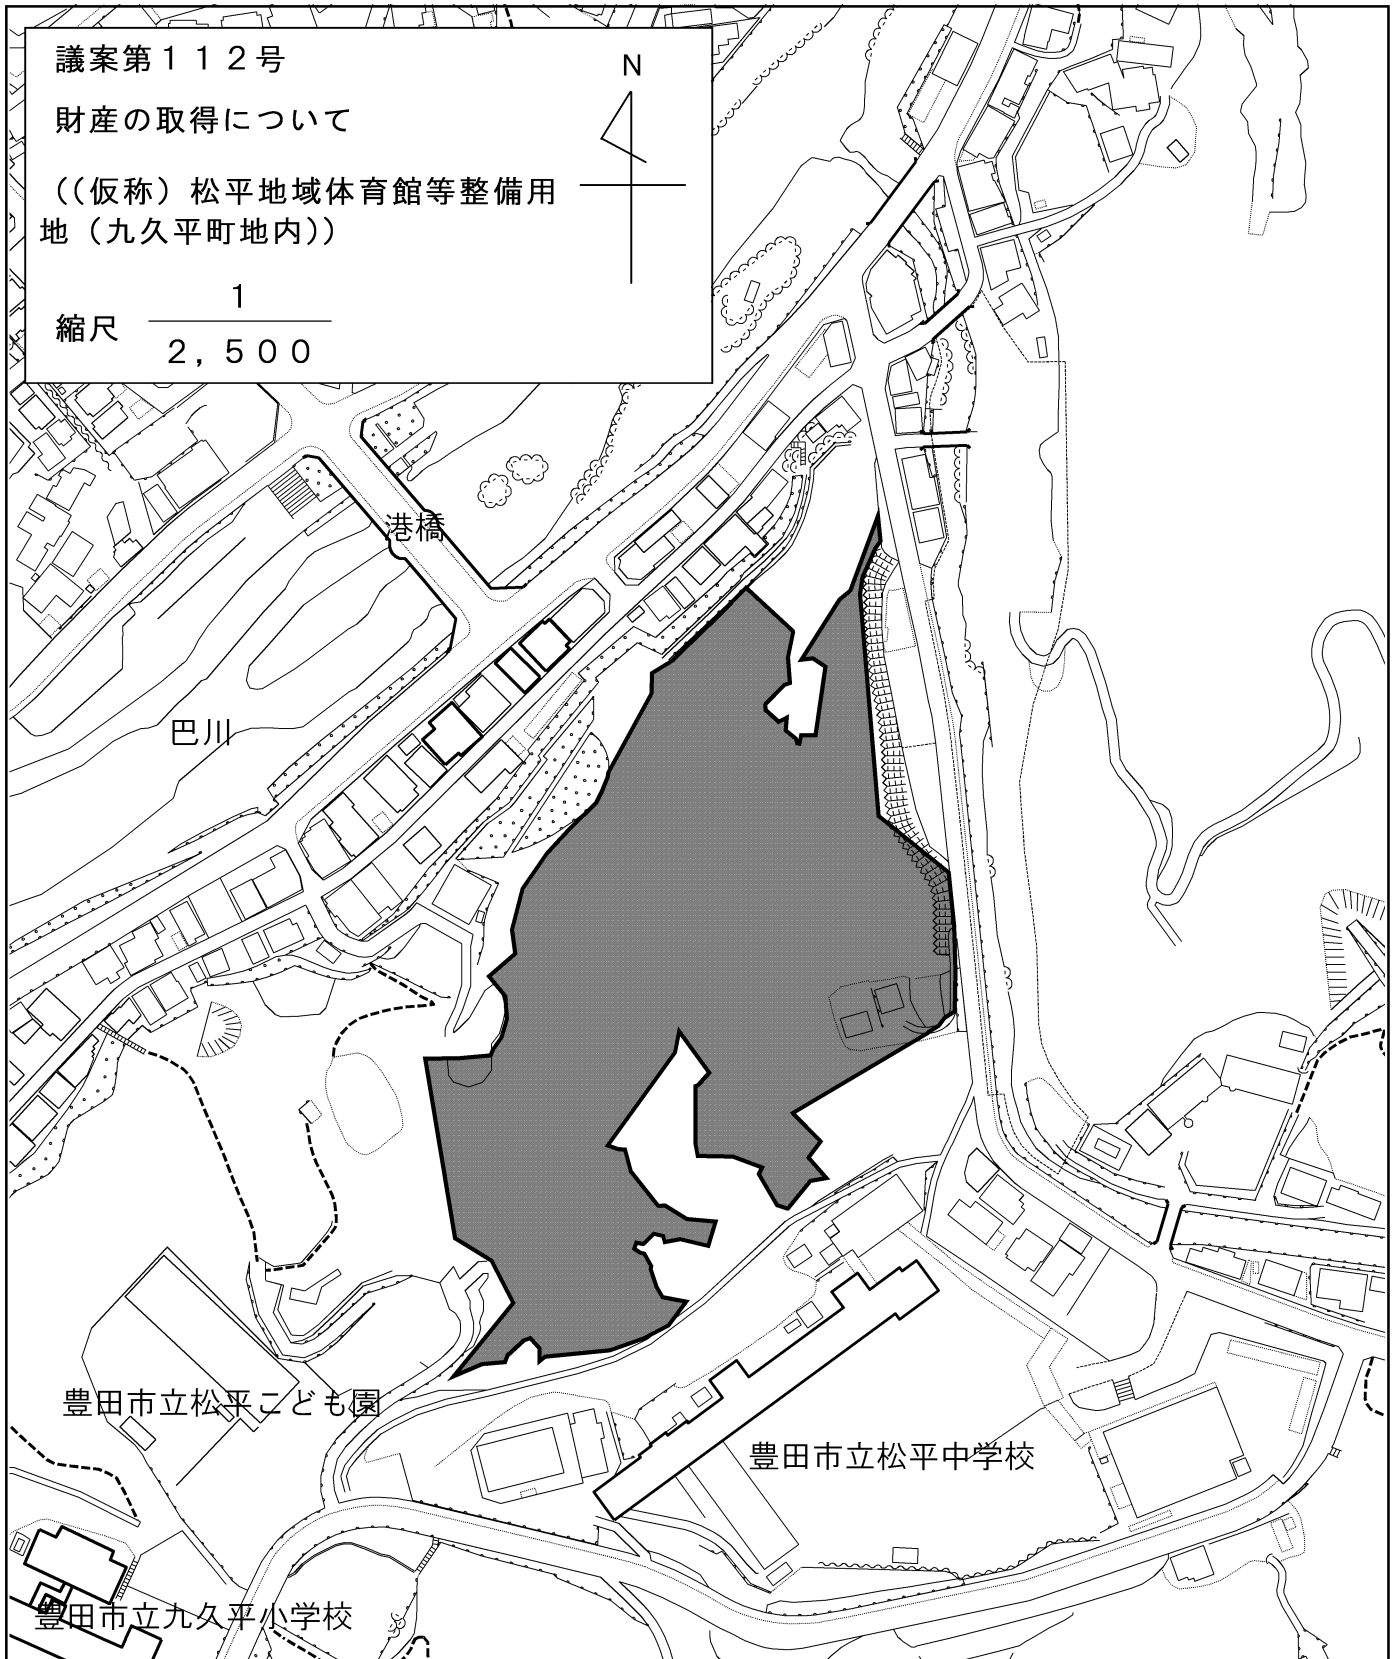 議案第１１２号
N
財産の取得について
（（仮称）松平地域体育館等整備用
地（九久平町地内））
縮尺 １
２，５００
港橋
巴川
豊田市立松平こども園
豊田市立松平中学校
豊田市立九久平小学校